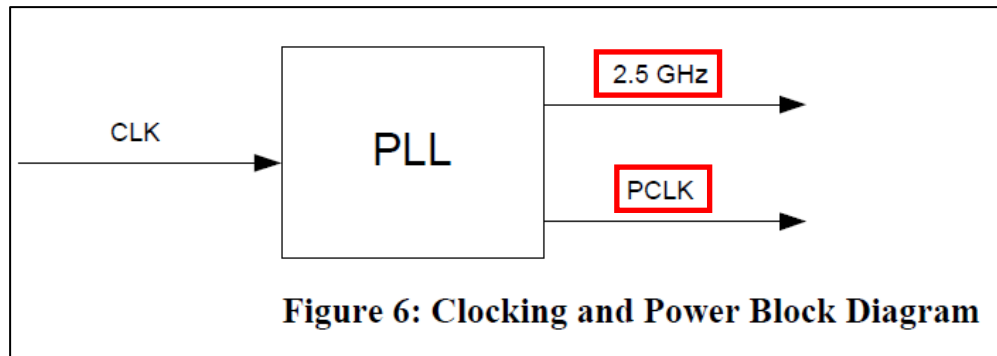 2.5 GHz
CLK
PLL
PCLK
Figure 6: Clocking and Power Block Diagram